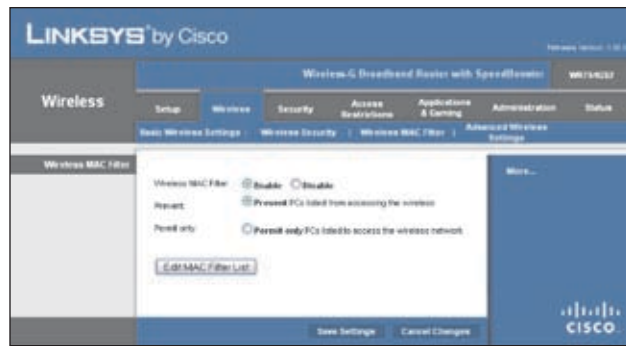 LINKSYS® by Cisco
Firmware Version:
Wireless-G Broadband Router with SpeedBooster
Wireless
Setup
Wireless
Security
Access Restrictions
Applications & Gaming
Administration
Status
Basic Wireless Settings | Wireless Security | Wireless MAC Filter | Advanced Wireless Settings
Wireless MAC Filter
More...
Wireless MAC Filter: Enable Disable
Prevent: Prevent PCs listed from accessing the wireless
Permit only: Permit only PCs listed to access the wireless network
Edit MAC Filter List
Save Settings
Cancel Changes
CISCO